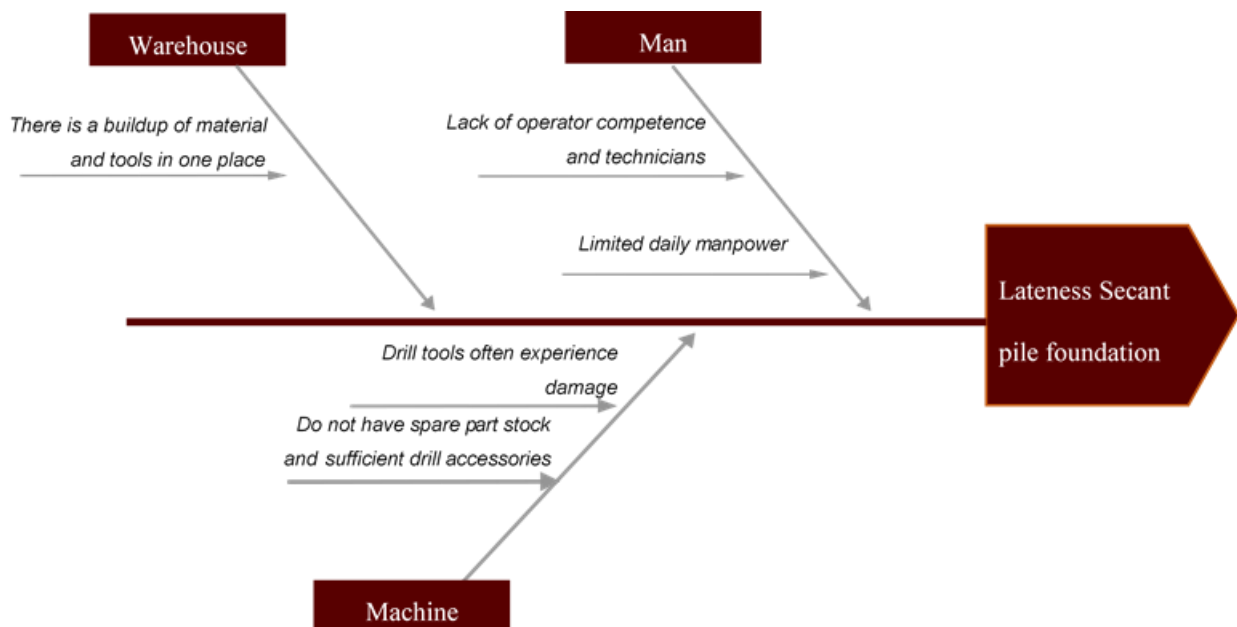 Warehouse
Man
There is a buildup of material
and tools in one place
Lack of operator competence
and technicians
Limited daily manpower
Lateness Secant
pile foundation
Drill tools often experience
damage
Do not have spare part stock
and sufficient drill accessories
Machine